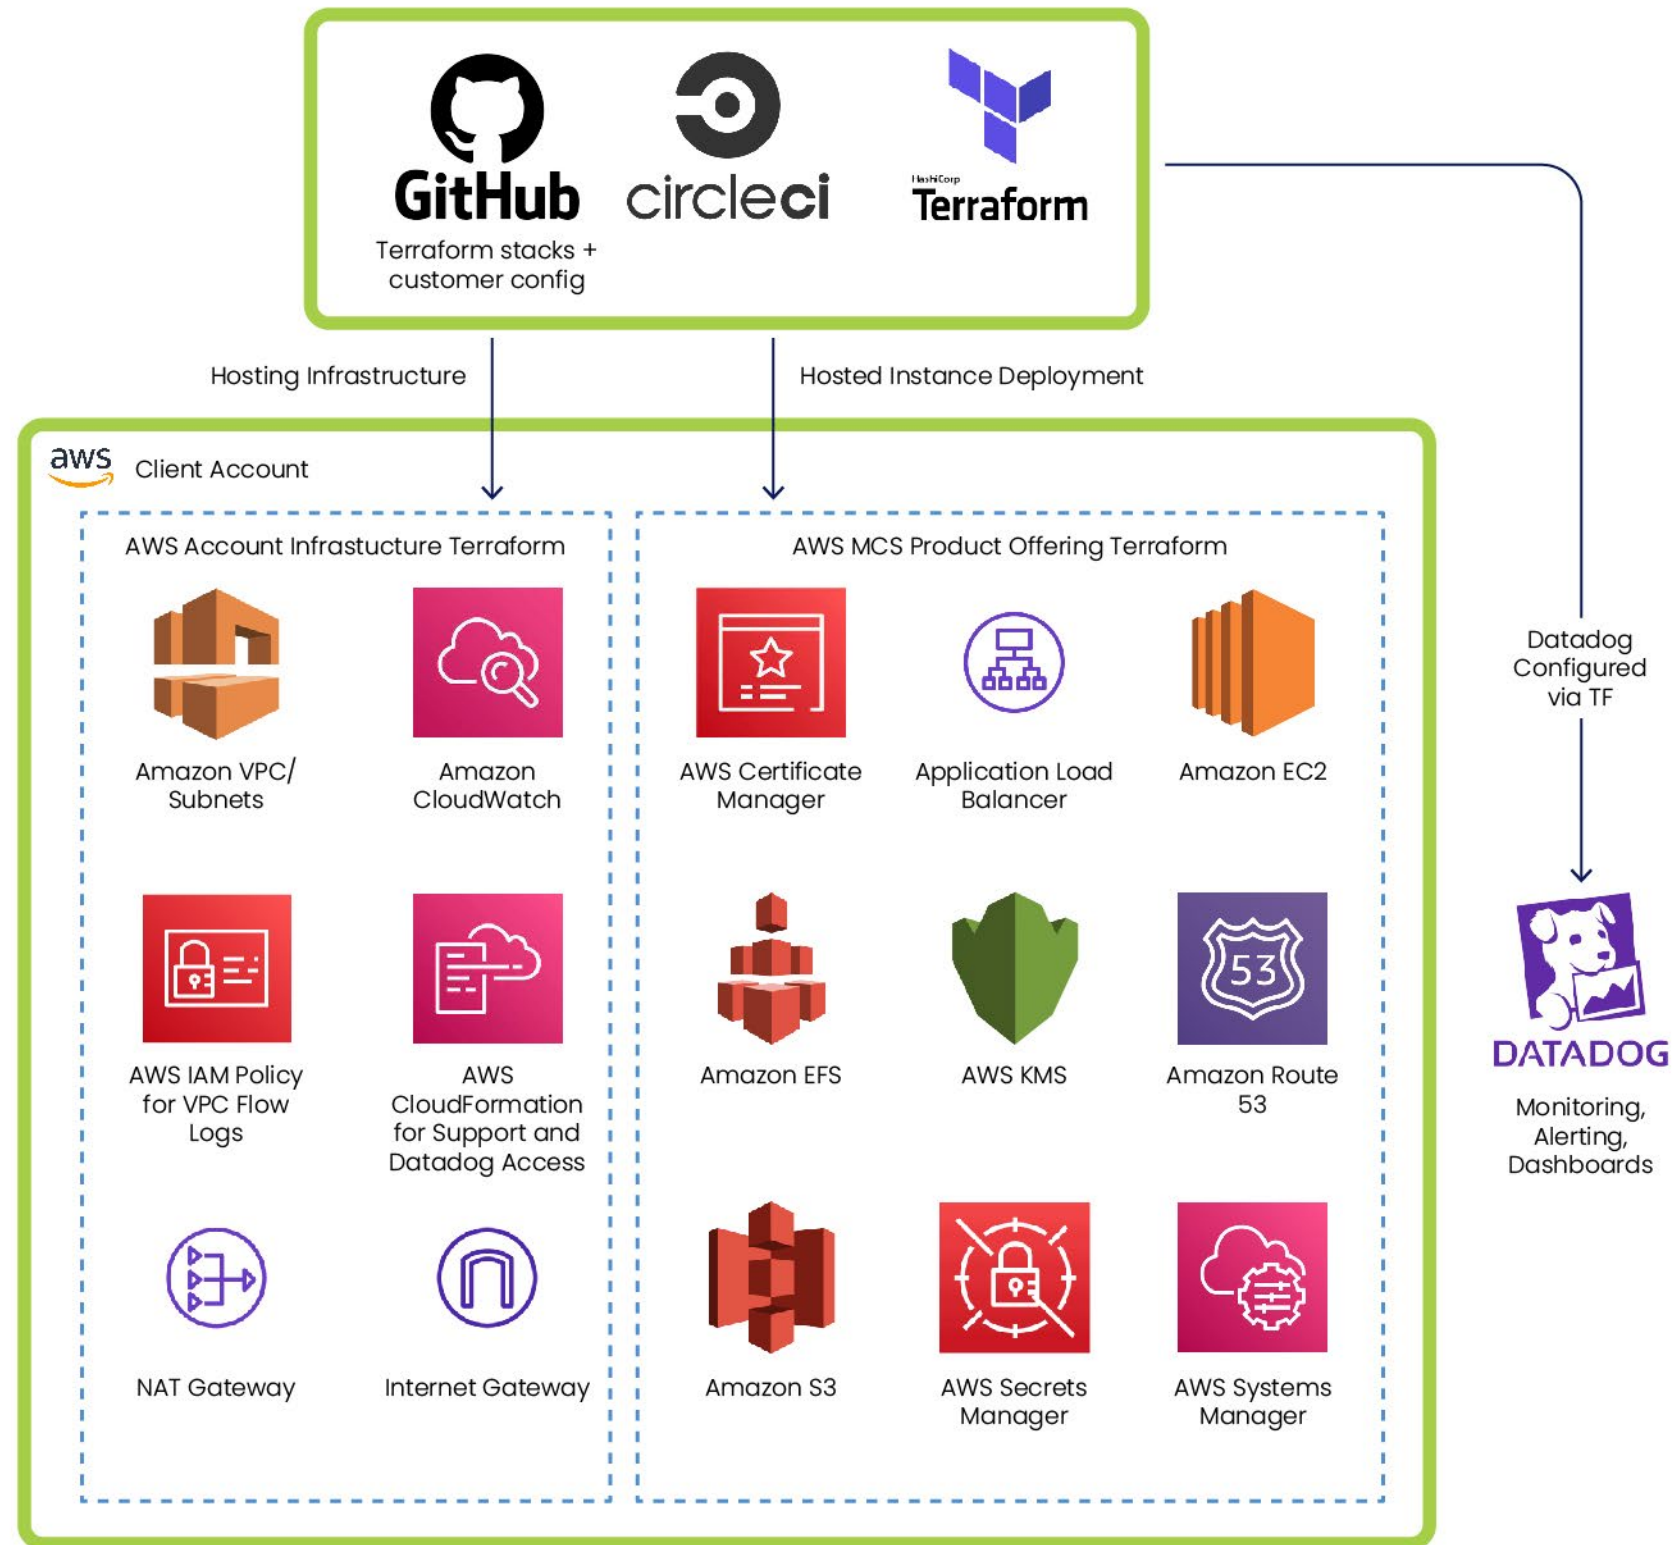 GitHub
Terraform stacks +
customer config
circleci
HashiCorp
Terraform
Hosting Infrastructure
Hosted Instance Deployment
aws
Client Account
AWS Account Infrastucture Terraform
Amazon VPC/
Subnets
Amazon
CloudWatch
AWS IAM Policy
for VPC Flow
Logs
AWS
CloudFormation
for Support and
Datadog Access
NAT Gateway
Internet Gateway
AWS MCS Product Offering Terraform
AWS Certificate
Manager
Application Load
Balancer
Amazon EC2
Amazon EFS
AWS KMS
53
Amazon Route
53
Amazon S3
AWS Secrets
Manager
AWS Systems
Manager
Datadog
Configured
via TF
DATADOG
Monitoring,
Alerting,
Dashboards